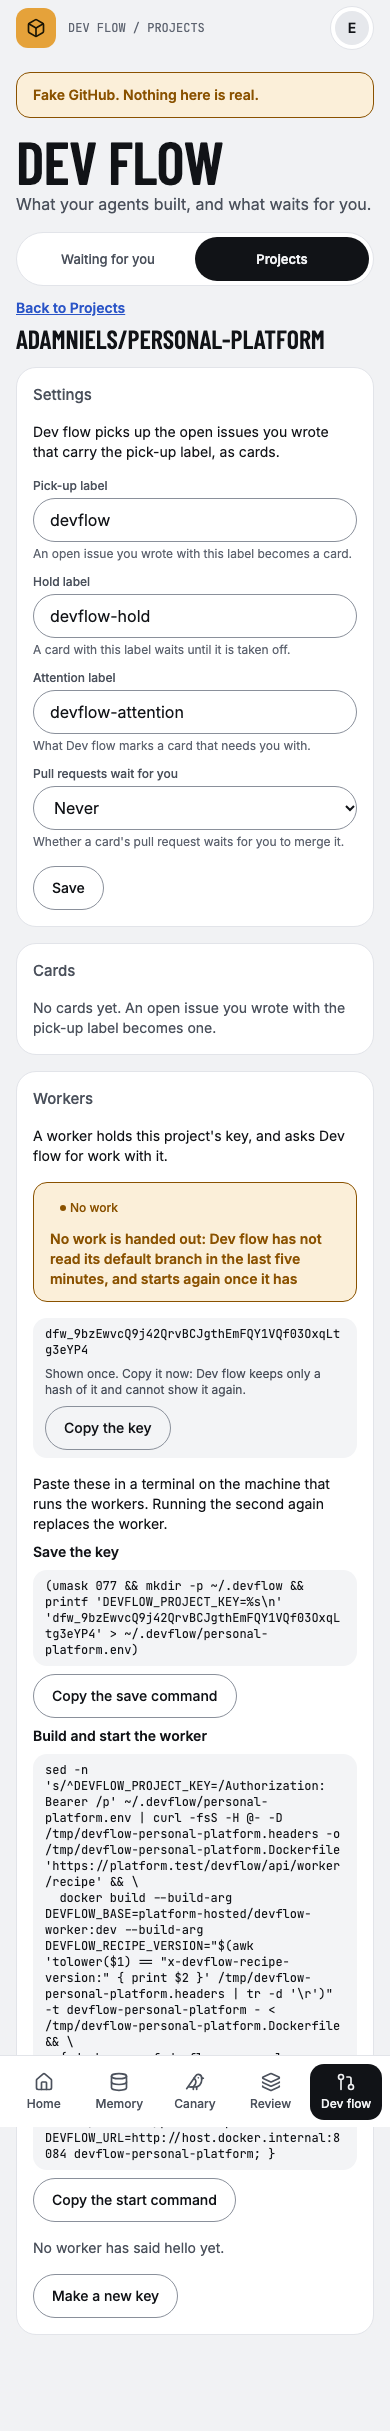 DEV FLOW / PROJECTS
E
Fake GitHub. Nothing here is real.
DEV FLOW
What your agents built, and what waits for you.
Waiting for you
Projects
Back to Projects
ADAMNIELS/PERSONAL-PLATFORM
Settings
Dev flow picks up the open issues you wrote
that carry the pick-up label, as cards.
Pick-up label
devflow
An open issue you wrote with this label becomes a card.
Hold label
devflow-hold
A card with this label waits until it is taken off.
Attention label
devflow-attention
What Dev flow marks a card that needs you with.
Pull requests wait for you
Never
Whether a card's pull request waits for you to merge it.
Save
Cards
No cards yet. An open issue you wrote with the
pick-up label becomes one.
Workers
A worker holds this project's key, and asks Dev
flow for work with it.
No work
No work is handed out: Dev flow has not
read its default branch in the last five
minutes, and starts again once it has
dfw_9bzEwvcQ9j42QrvBCJgthEmFQY1VQf03OxqLt
g3eYP4
Shown once. Copy it now: Dev flow keeps only a
hash of it and cannot show it again.
Copy the key
Paste these in a terminal on the machine that
runs the workers. Running the second again
replaces the worker.
Save the key
(umask 077 && mkdir -p ~/.devflow &&
printf 'DEVFLOW_PROJECT_KEY=%s\n'
'dfw_9bzEwvcQ9j42QrvBCJgthEmFQY1VQf03OxqL
tg3eYP4' > ~/.devflow/personal-
platform.env)
Copy the save command
Build and start the worker
sed -n
's/^DEVFLOW_PROJECT_KEY=/Authorization:
Bearer /p' ~/.devflow/personal-
platform.env | curl -fsS -H @- -D
/tmp/devflow-personal-platform.headers -o
/tmp/devflow-personal-platform.Dockerfile
'https://platform.test/devflow/api/worker
/recipe' && \
docker build --build-arg
DEVFLOW_BASE=platform-hosted/devflow-
worker:dev --build-arg
DEVFLOW_RECIPE_VERSION="$(awk
'tolower($1) == "x-devflow-recipe-
version:" { print $2 }' /tmp/devflow-
personal-platform.headers | tr -d '\r')"
-t devflow-personal-platform - <
/tmp/devflow-personal-platform.Dockerfile
&& \
Home
Memory
Canary
Review
Dev flow
DEVFLOW_URL=http://host.docker.internal:8
084 devflow-personal-platform; }
Copy the start command
No worker has said hello yet.
Make a new key